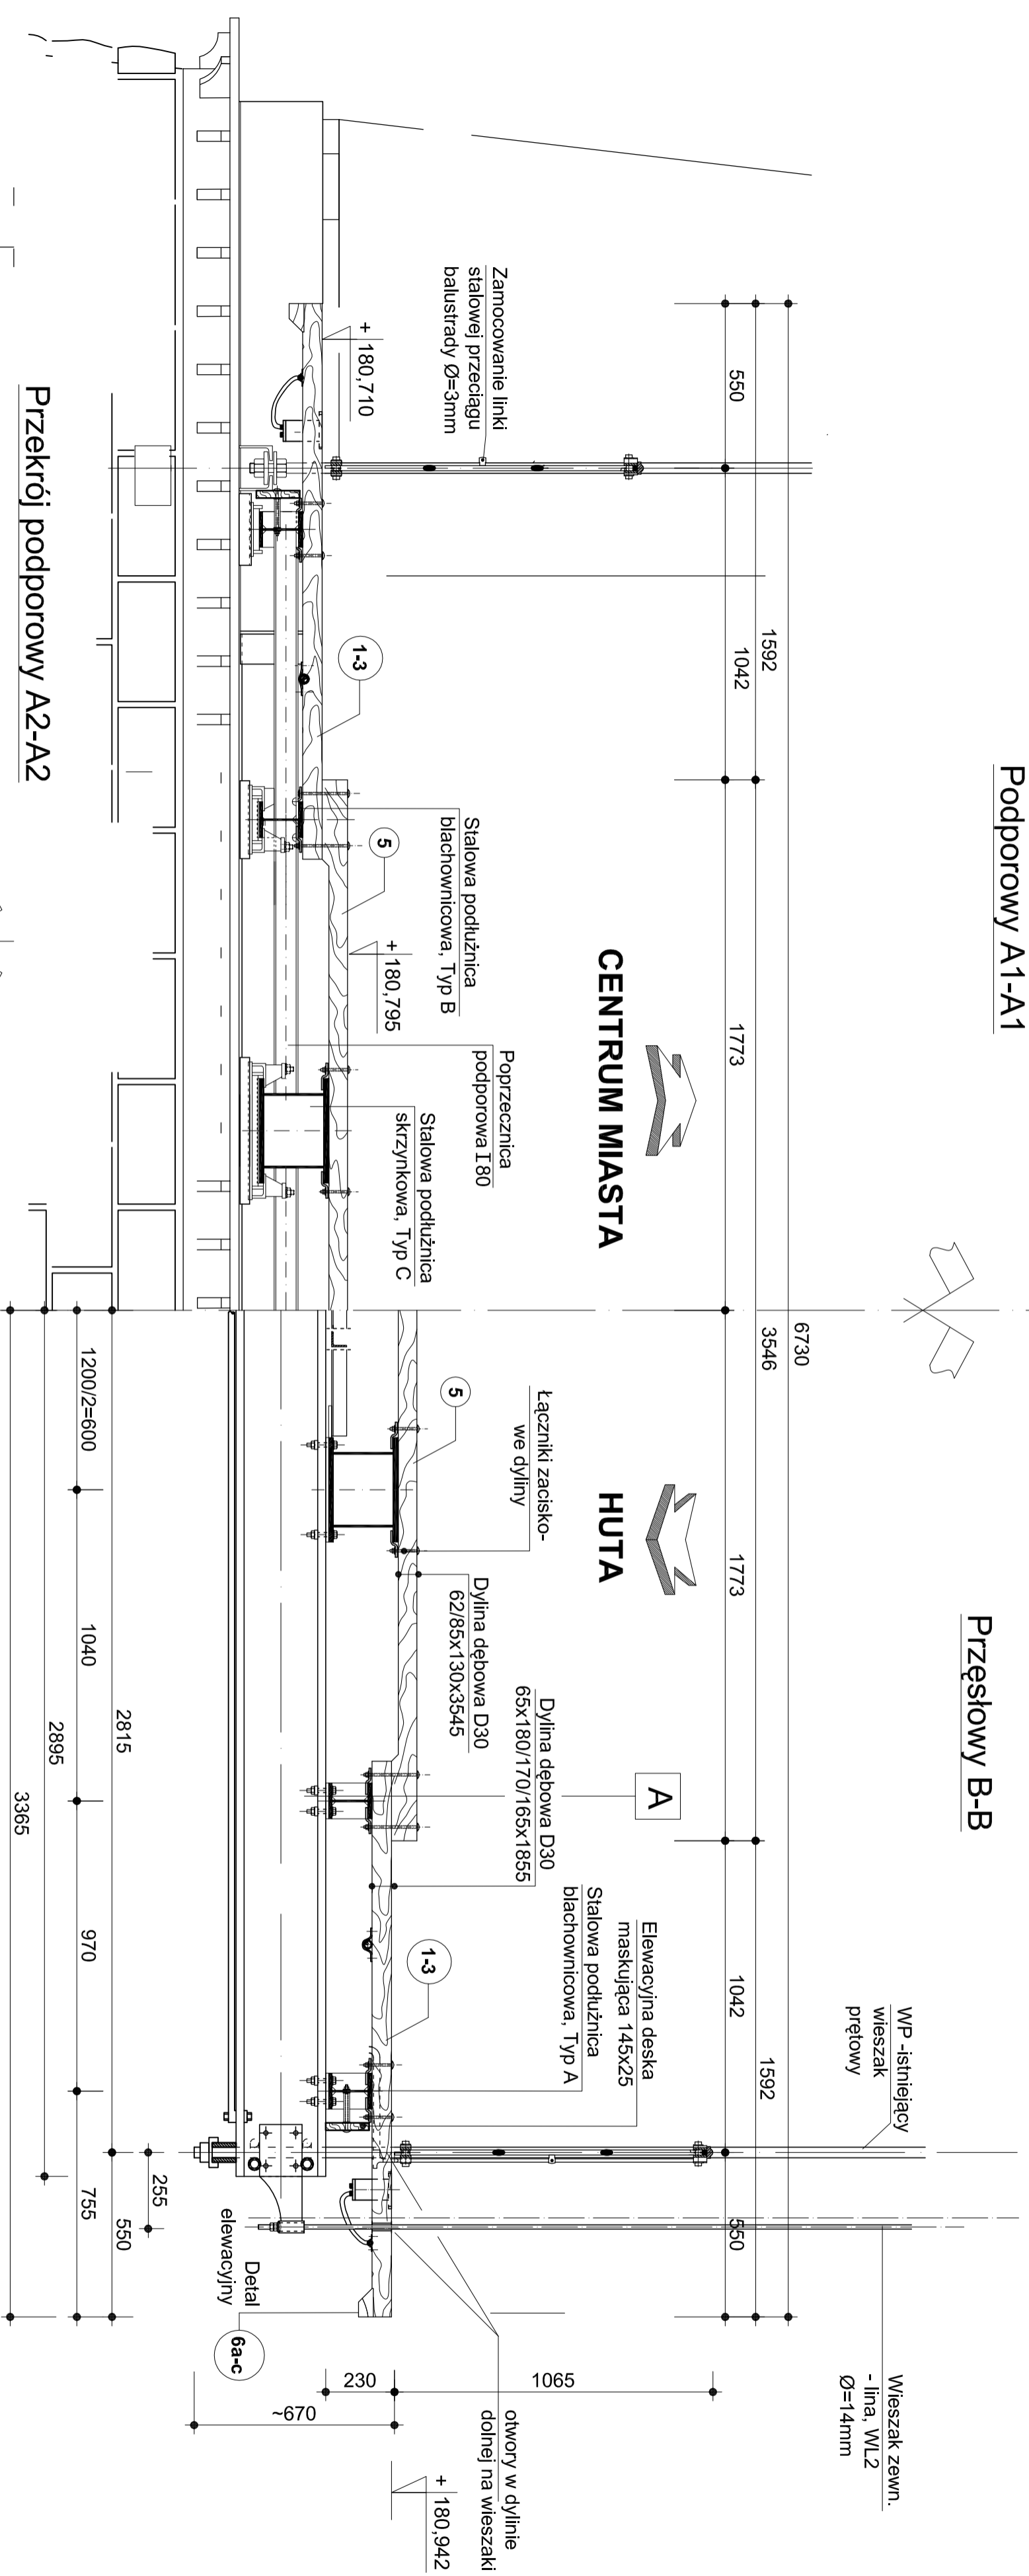 Podporowy A1-A1
Przęsłowy B-B
6730
1592
3546
1592
550
1042
1773
1773
1042
550
CENTRUM MIASTA
HUTA
WP -istniejący
wieszak
prętowy
Wieszak zewn.
- lina, WL2
Ø=14mm
Zamocowanie linki
stalowej przeciągu
balustrady Ø=3mm
+ 180,710
1-3
Stalowa podłużnica
blachownicowa, Typ B
5
+ 180,795
Poprzecznica
podporowa I 80
Stalowa podłużnica
skrzynkowa, Typ C
Łączniki zacisko-
we dyliny
5
Dylina dębowa D30
62/85x130x3545
Dylina dębowa D30
65x180/170/165x1855
A
Elewacyjna deska
maskująca 145x25
Stalowa podłużnica
blachownicowa, Typ A
1-3
otwory w dylinie
dolnej na wieszaki
+ 180,942
1065
230
~670
6a-c
Detal
elewacyjny
255
2815
550
1200/2=600
1040
970
755
2895
3365
Przekrój podporowy A2-A2